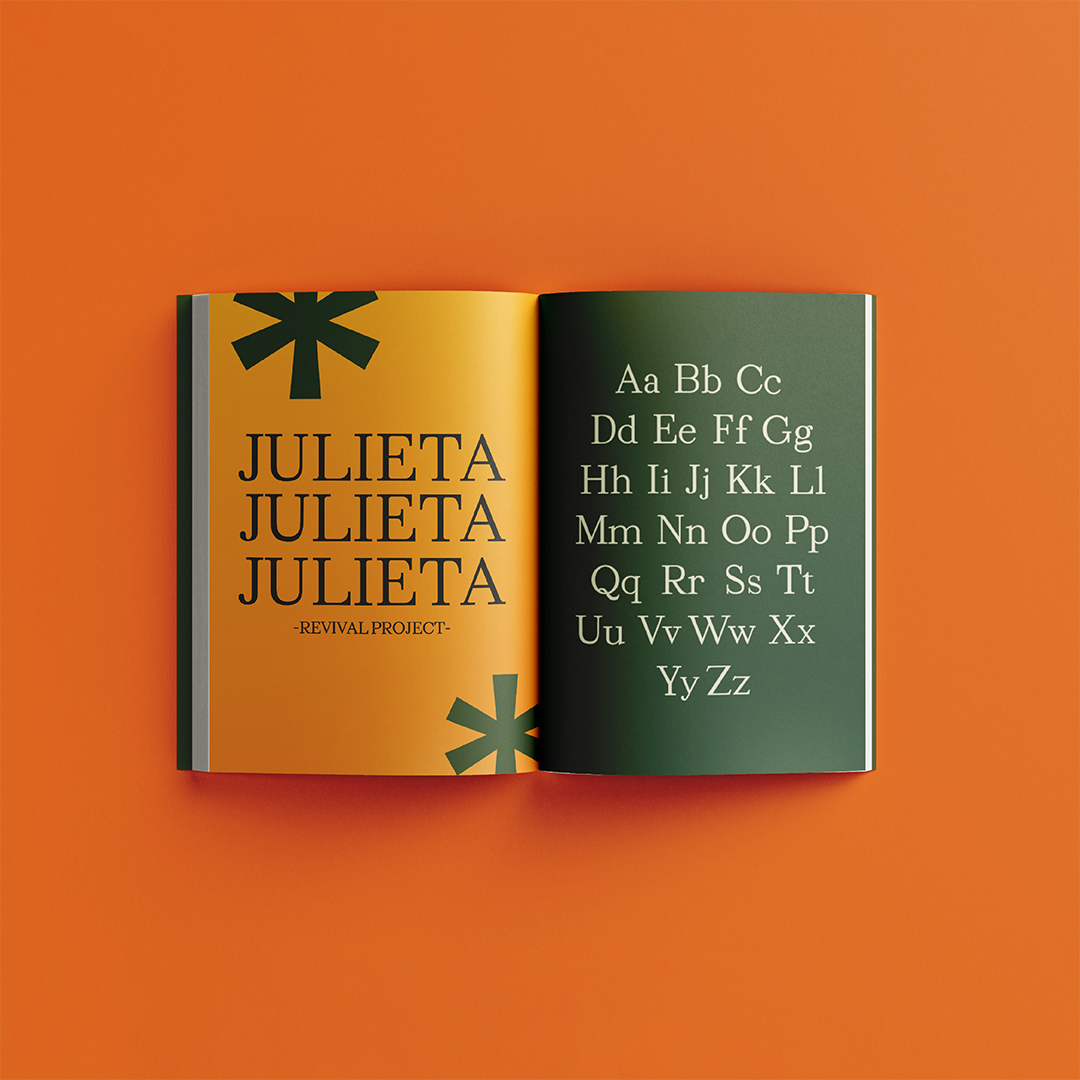 JULIETA
JULIETA
JULIETA
-REVIVAL PROJECT-
Aa Bb Cc
Dd Ee Ff Gg
Hh Ii Jj Kk Ll
Mm Nn Oo Pp
Qq Rr Ss Tt
Uu Vv Ww Xx
Yy Zz